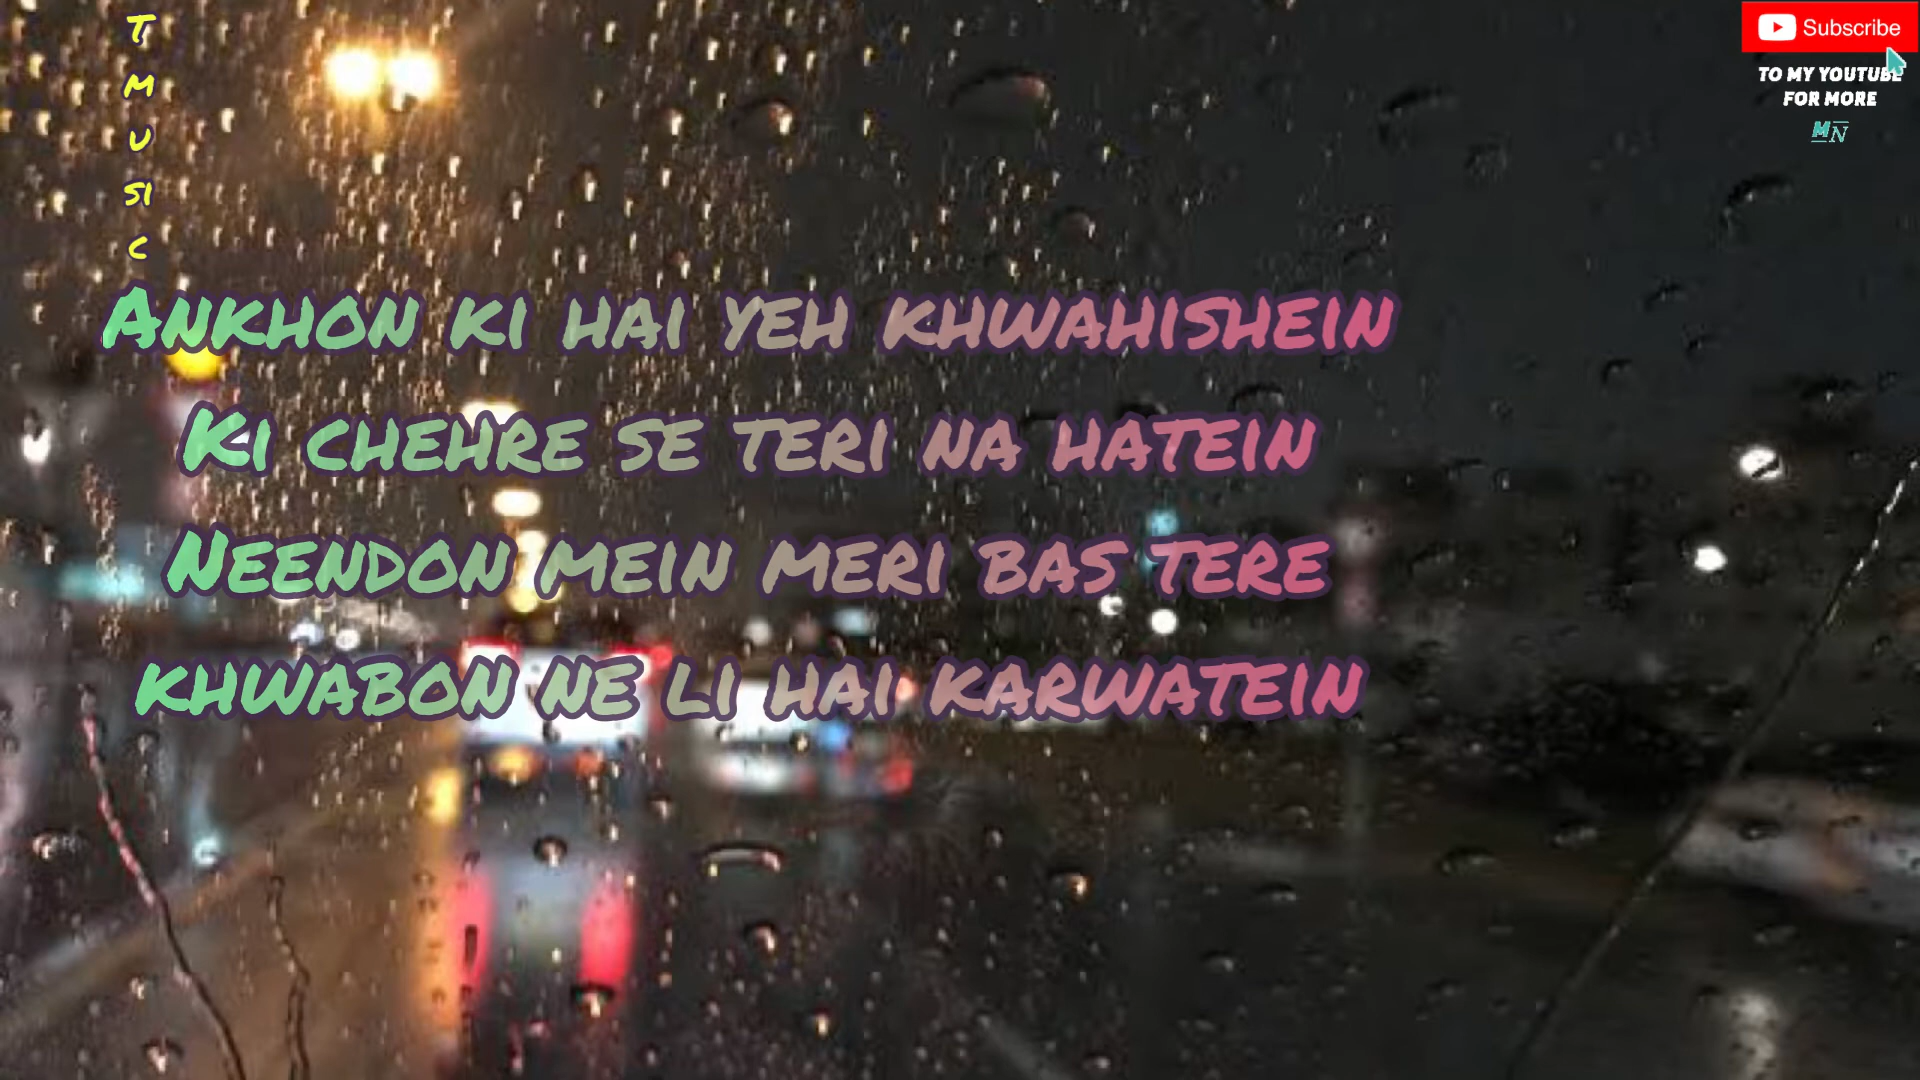 T
M
U
SI
C
Subscribe
TO MY YOUTUBE
FOR MORE
MN
ANKHON KI HAI YEH KHWAHISHEIN
KI CHEHRE SE TERI NA HATEIN
NEENDON MEIN MERI BAS TERE
KHWABON NE LI HAI KARWATEIN